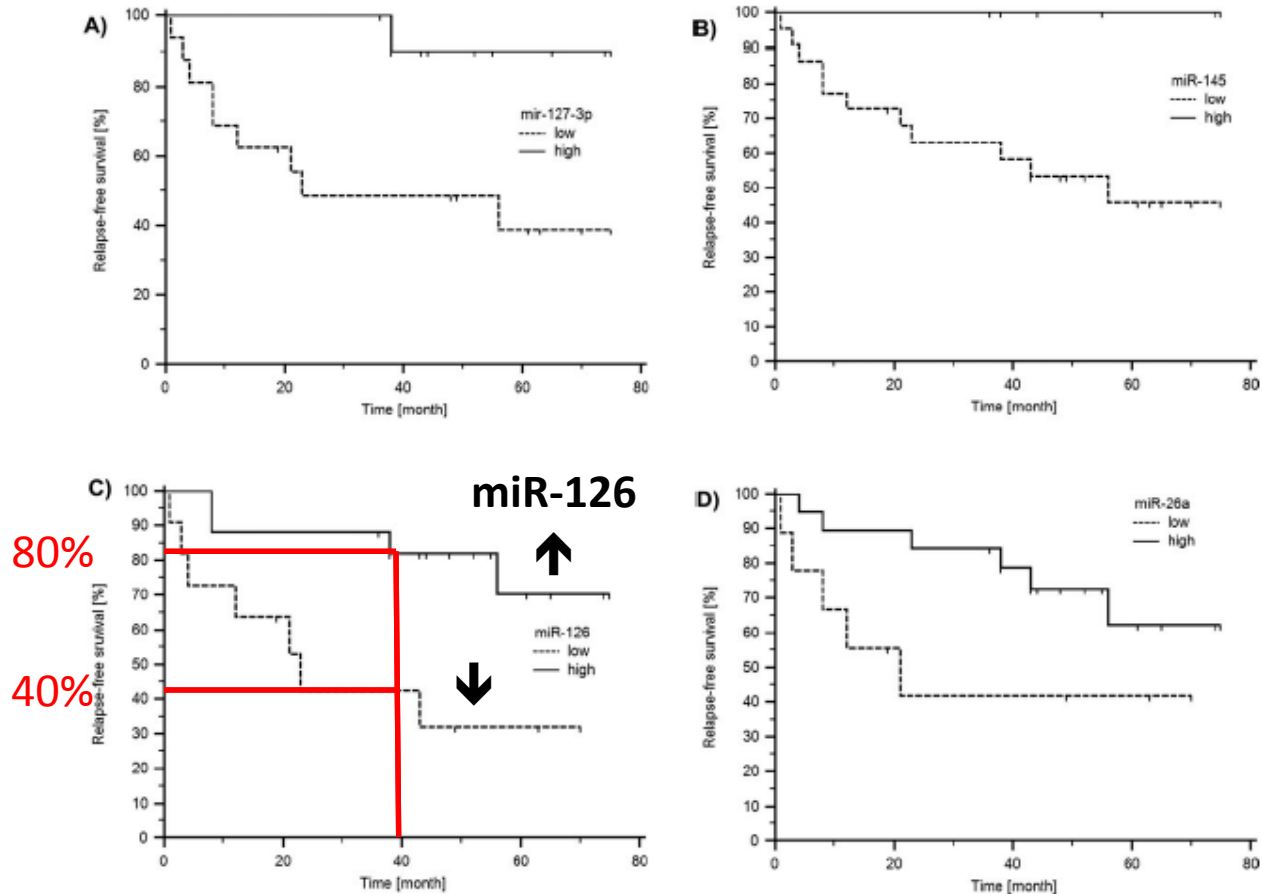 A)
100
80
60
40
20
0
Relapse-free survival [%]
mir-127-3p
low
high
0 20 40 60 80
Time [month]
B)
100
90
80
70
60
50
40
30
20
10
0
Relapse-free survival [%]
miR-145
low
high
0 20 40 60 80
Time [month]
C)
miR-126
100
90
80
70
60
50
40
30
20
10
0
80%
40%
Relapse-free sruvival [%]
miR-126
low
high
0 20 40 60 80
Time [month]
D)
100
90
80
70
60
50
40
30
20
10
0
Relapse-free survival [%]
miR-26a
low
high
0 20 40 60 80
Time [month]